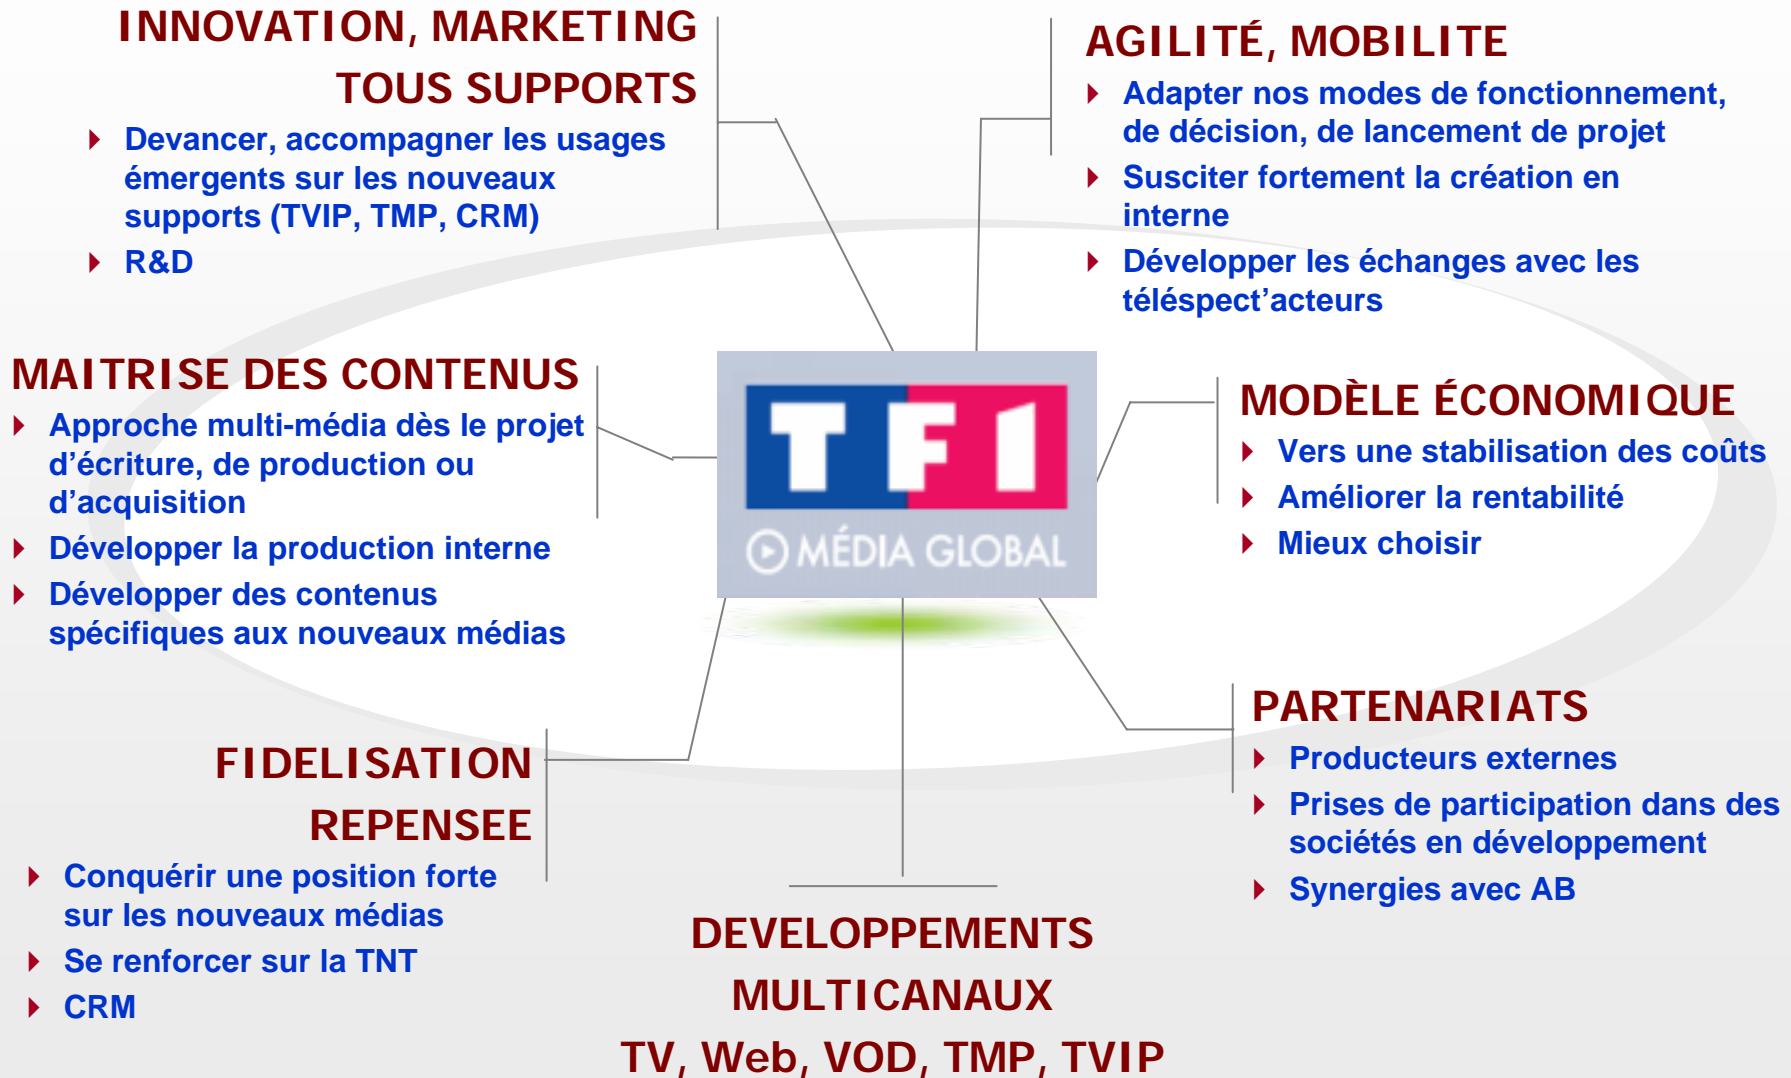 INNOVATION, MARKETING
TOUS SUPPORTS
Devancer, accompagner les usages
émergents sur les nouveaux
supports (TVIP, TMP, CRM)
R&D
AGILITÉ, MOBILITE
Adapter nos modes de fonctionnement,
de décision, de lancement de projet
Susciter fortement la création en
interne
Développer les échanges avec les
téléspect’acteurs
MAITRISE DES CONTENUS
Approche multi-média dès le projet
d’écriture, de production ou
d’acquisition
Développer la production interne
Développer des contenus
spécifiques aux nouveaux médias
TF1
MÉDIA GLOBAL
MODÈLE ÉCONOMIQUE
Vers une stabilisation des coûts
Améliorer la rentabilité
Mieux choisir
FIDELISATION
REPENSEE
Conquérir une position forte
sur les nouveaux médias
Se renforcer sur la TNT
CRM
DEVELOPPEMENTS
MULTICANAUX
TV, Web, VOD, TMP, TVIP
PARTENARIATS
Producteurs externes
Prises de participation dans des
sociétés en développement
Synergies avec AB